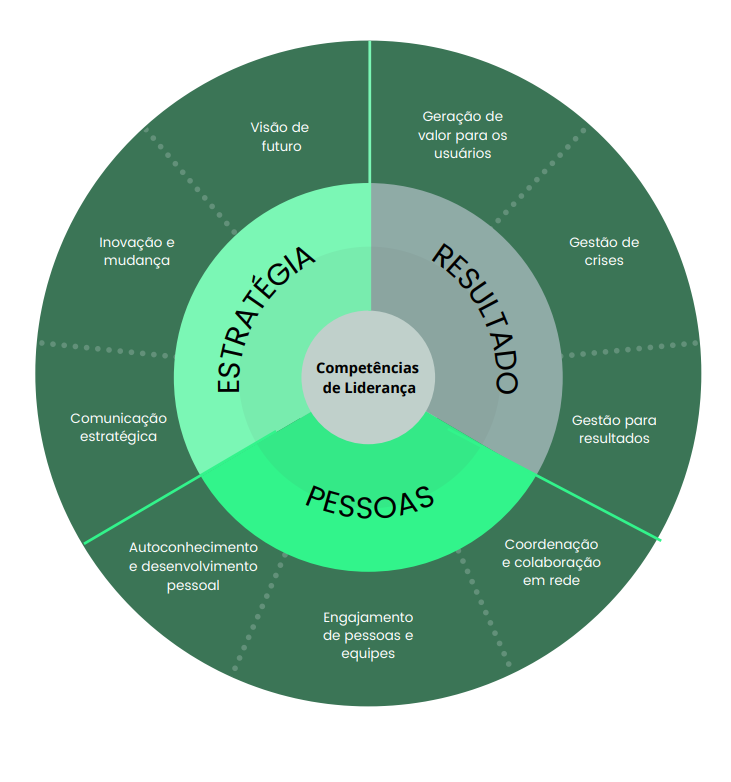 Visão de
futuro
Geração de
valor para os
usuários
Inovação e
mudança
Gestão de
crises
ESTRATÉGIA
RESULTADO
Competências
de Liderança
Comunicação
estratégica
Gestão para
resultados
PESSOAS
Autoconhecimento
e desenvolvimento
pessoal
Coordenação
e colaboração
em rede
Engajamento
de pessoas e
equipes